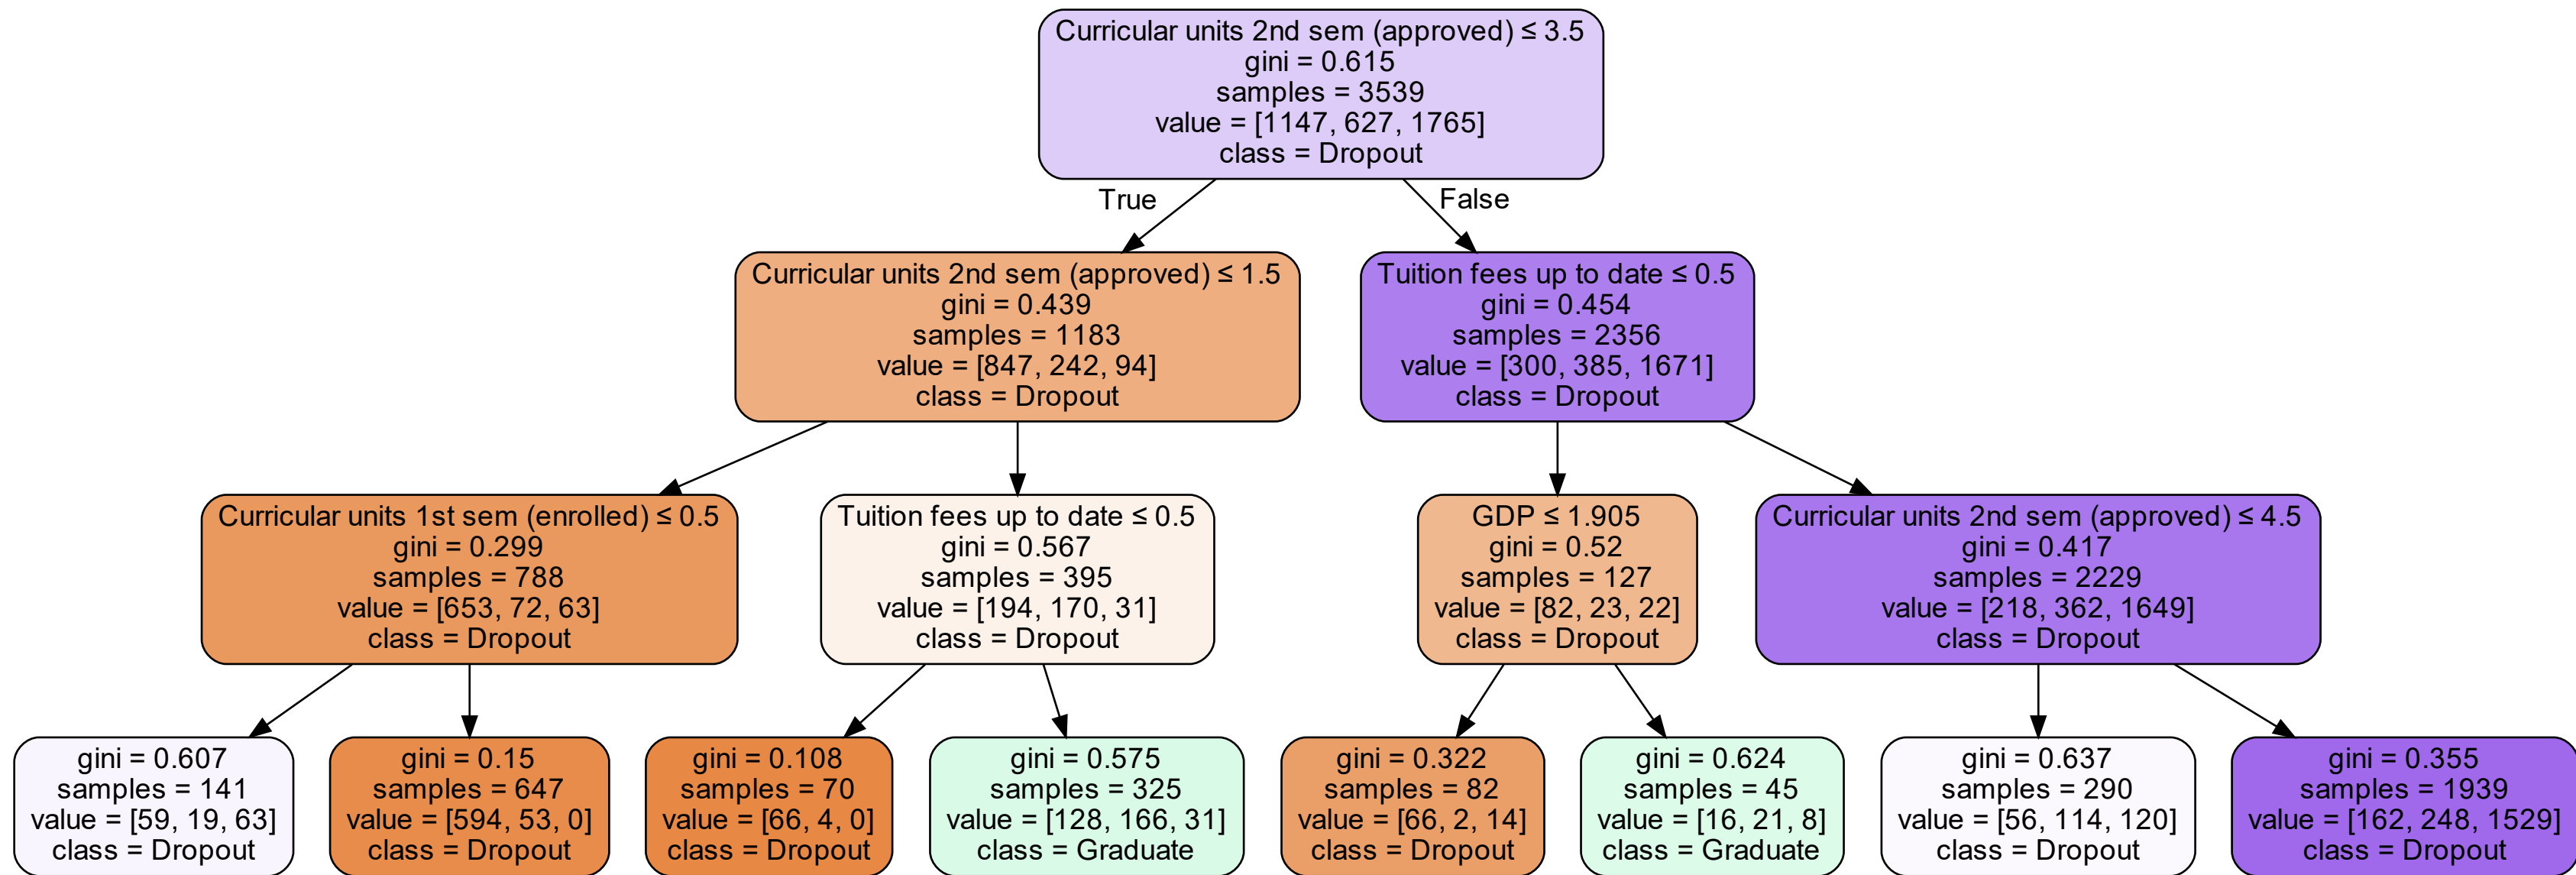 Curricular units 2nd sem (approved) ≤ 3.5
gini = 0.615
samples = 3539
value = [1147, 627, 1765]
class = Dropout
True
False
Curricular units 2nd sem (approved) ≤ 1.5
gini = 0.439
samples = 1183
value = [847, 242, 94]
class = Dropout
Tuition fees up to date ≤ 0.5
gini = 0.454
samples = 2356
value = [300, 385, 1671]
class = Dropout
Curricular units 1st sem (enrolled) ≤ 0.5
gini = 0.299
samples = 788
value = [653, 72, 63]
class = Dropout
Tuition fees up to date ≤ 0.5
gini = 0.567
samples = 395
value = [194, 170, 31]
class = Dropout
GDP ≤ 1.905
gini = 0.52
samples = 127
value = [82, 23, 22]
class = Dropout
Curricular units 2nd sem (approved) ≤ 4.5
gini = 0.417
samples = 2229
value = [218, 362, 1649]
class = Dropout
gini = 0.607
samples = 141
value = [59, 19, 63]
class = Dropout
gini = 0.15
samples = 647
value = [594, 53, 0]
class = Dropout
gini = 0.108
samples = 70
value = [66, 4, 0]
class = Dropout
gini = 0.575
samples = 325
value = [128, 166, 31]
class = Graduate
gini = 0.322
samples = 82
value = [66, 2, 14]
class = Dropout
gini = 0.624
samples = 45
value = [16, 21, 8]
class = Graduate
gini = 0.637
samples = 290
value = [56, 114, 120]
class = Dropout
gini = 0.355
samples = 1939
value = [162, 248, 1529]
class = Dropout